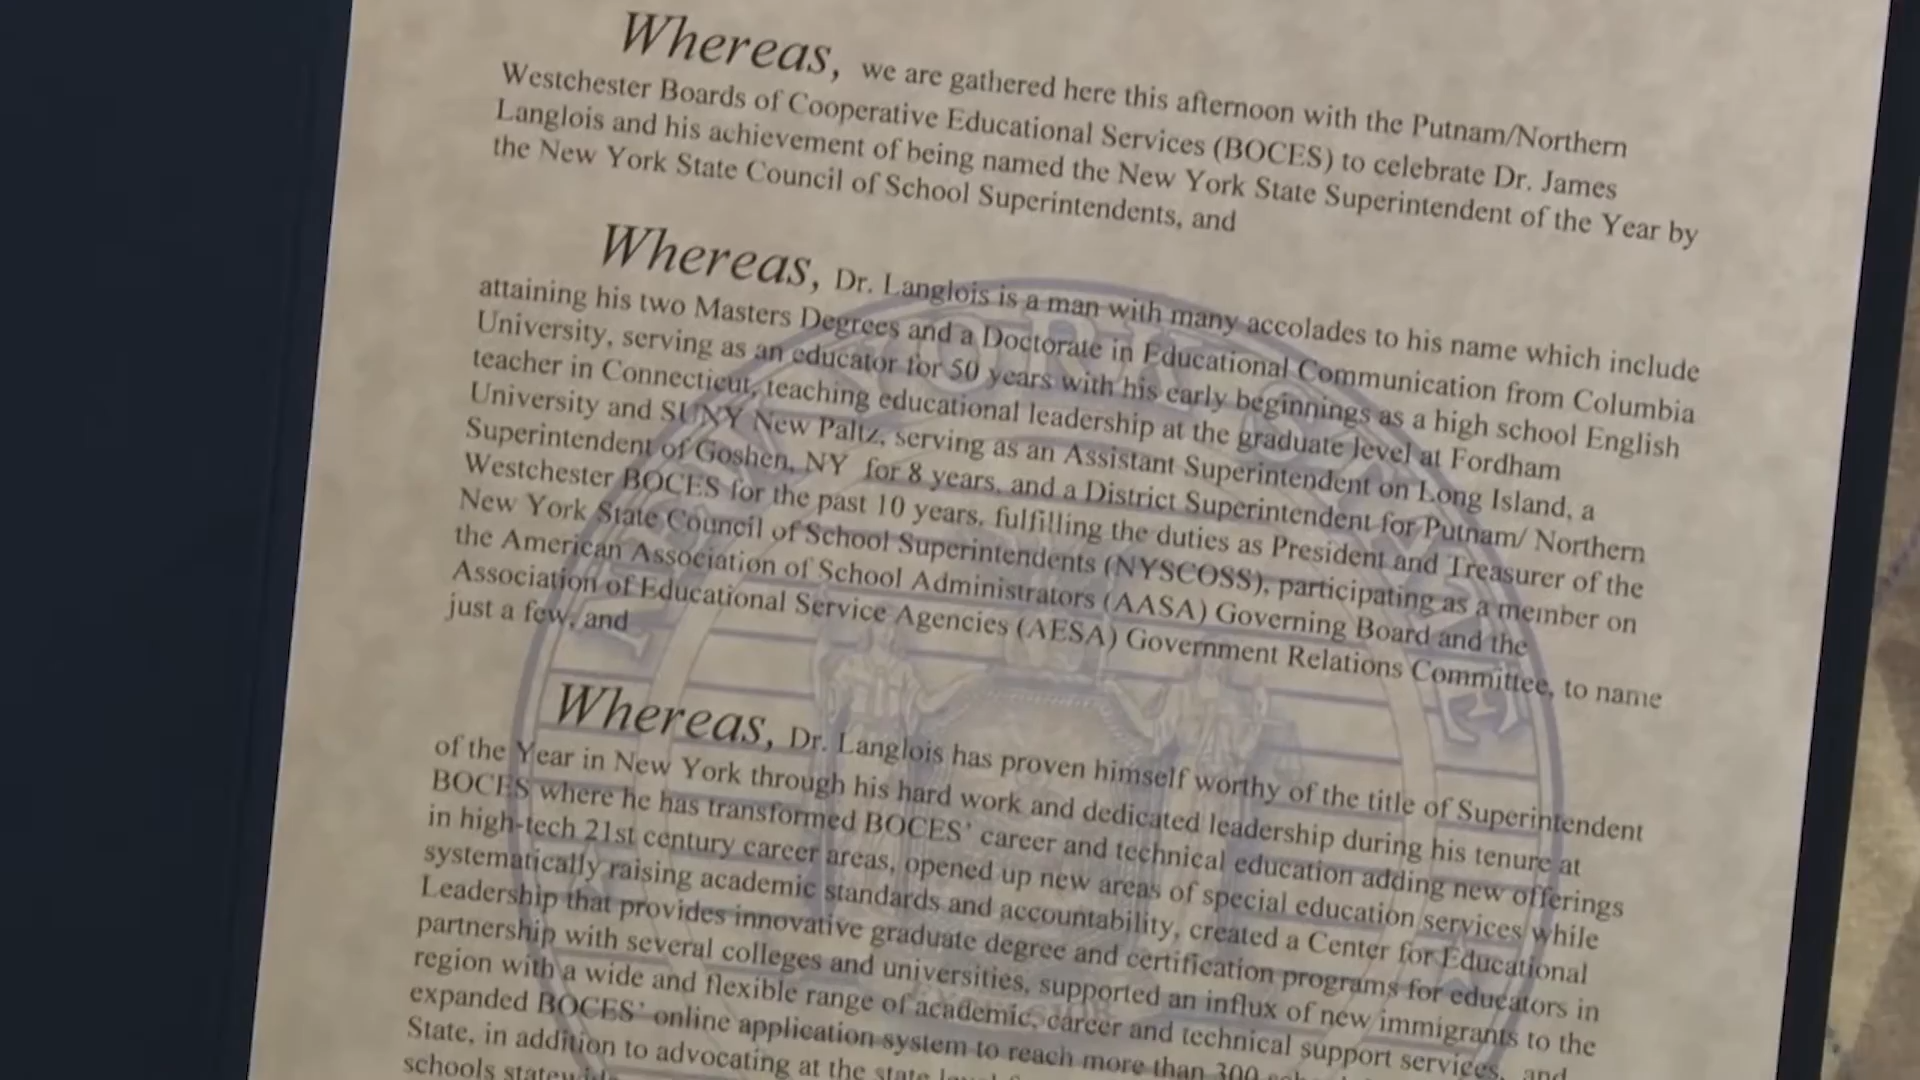 Whereas, we are gathered here this afternoon with the Putnam/Northern
Westchester Boards of Cooperative Educational Services (BOCES) to celebrate Dr. James
Langlois and his achievement of being named the New York State Superintendent of the Year by
the New York State Council of School Superintendents, and
Whereas, Dr. Langlois is a man with many accolades to his name which include
attaining his two Masters Degrees and a Doctorate in Educational Communication from Columbia
University, serving as an educator for 50 years with his early beginnings as a high school English
teacher in Connecticut, teaching educational leadership at the graduate level at Fordham
University and SUNY New Paltz, serving as an Assistant Superintendent on Long Island, a
Superintendent of Goshen, NY for 8 years, and a District Superintendent for Putnam/ Northern
Westchester BOCES for the past 10 years, fulfilling the duties as President and Treasurer of the
New York State Council of School Superintendents (NYSCOSS), participating as a member on
the American Association of School Administrators (AASA) Governing Board and the
Association of Educational Service Agencies (AESA) Government Relations Committee, to name
just a few, and
Whereas, Dr. Langlois has proven himself worthy of the title of Superintendent
of the Year in New York through his hard work and dedicated leadership during his tenure at
BOCES where he has transformed BOCES' career and technical education adding new offerings
in high-tech 21st century career areas, opened up new areas of special education services while
systematically raising academic standards and accountability, created a Center for Educational
Leadership that provides innovative graduate degree and certification programs for educators in
partnership with several colleges and universities, supported an influx of new immigrants to the
region with a wide and flexible range of academic, career and technical support services, and
expanded BOCES' online application system to reach more than 300
State, in addition to advocating at the state level
schools statewide
NEW YORK STATE
EXCELSIOR